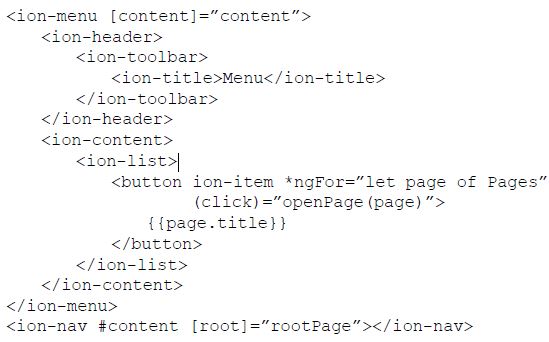 <ion-menu [content]=”content”>
<ion-header>
<ion-toolbar>
<ion-title>Menu</ion-title>
</ion-toolbar>
</ion-header>
<ion-content>
<ion-list>
<button ion-item *ngFor=”let page of Pages”
(click)=”openPage(page)”>
{{page.title}}
</button>
</ion-list>
</ion-content>
</ion-menu>
<ion-nav #content [root]=”rootPage”></ion-nav>